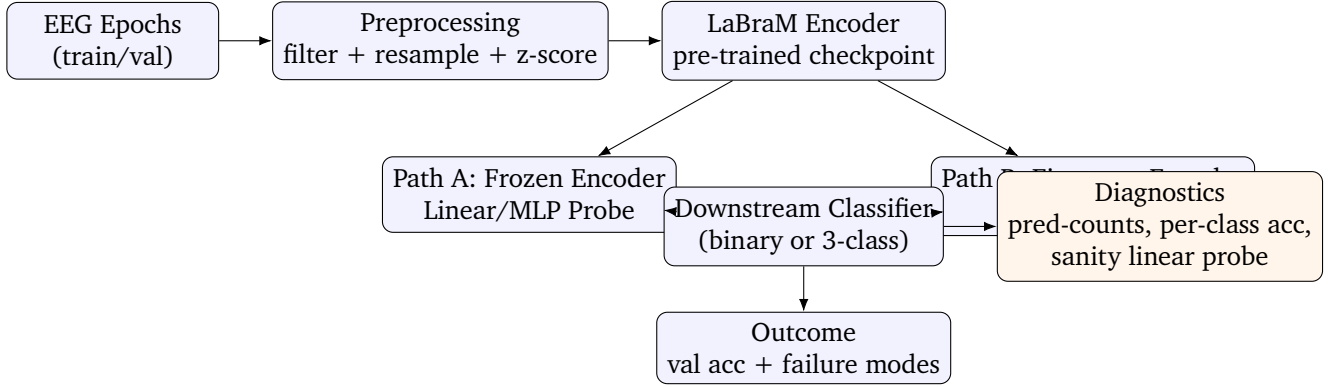 EEG Epochs
(train/val)
Preprocessing
filter + resample + z-score
LaBraM Encoder
pre-trained checkpoint
Path A: Frozen Encoder
Linear/MLP Probe
Path
Downstream Classifier
(binary or 3-class)
Diagnostics
pred-counts, per-class acc,
sanity linear probe
Outcome
val acc + failure modes